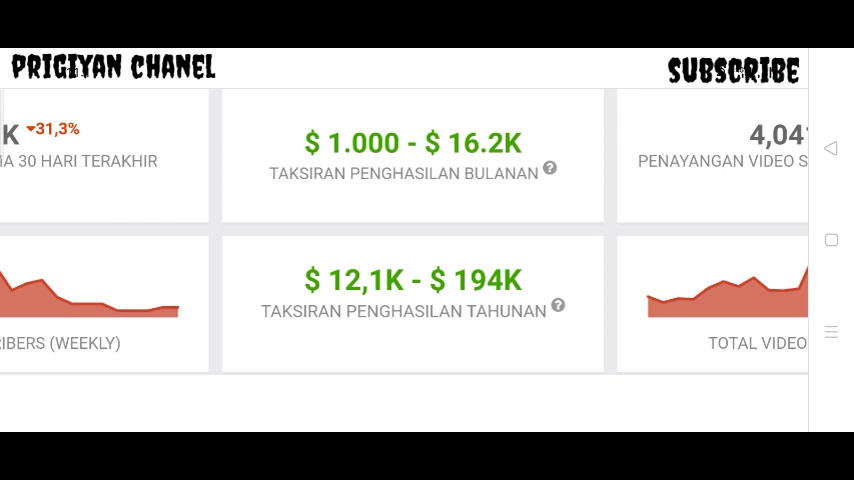 PRIGIYAN CHANEL
SUBSCRIBE
K 31,3%
A 30 HARI TERAKHIR
$ 1.000 - $ 16.2K
TAKSIRAN PENGHASILAN BULANAN ?
4,04
PENAYANGAN VIDEO S
$ 12,1K - $ 194K
TAKSIRAN PENGHASILAN TAHUNAN ?
IBERS (WEEKLY)
TOTAL VIDEO